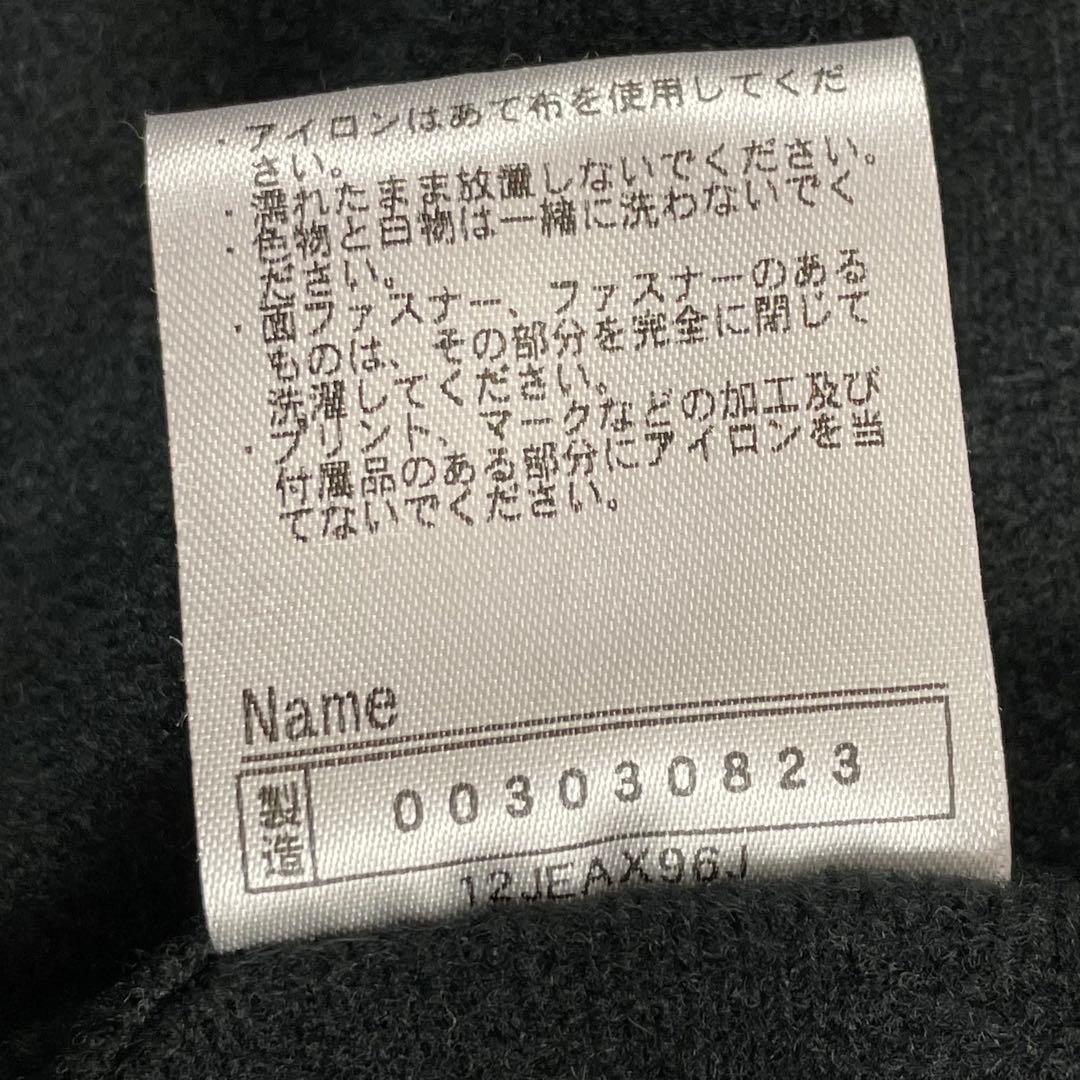 ・アイロンはあて布を使用してくだ
さい。
・濡れたまま放置しないでください。
・色物と白物は一緒に洗わないでく
ださい。
・面ファスナー、ファスナーのある
ものは、その部分を完全に閉じて
洗濯してください。
・プリント、マークなどの加工及び
付属品のある部分にアイロンを当
てないでください。
Name
製造 003030823
12JEAX96J